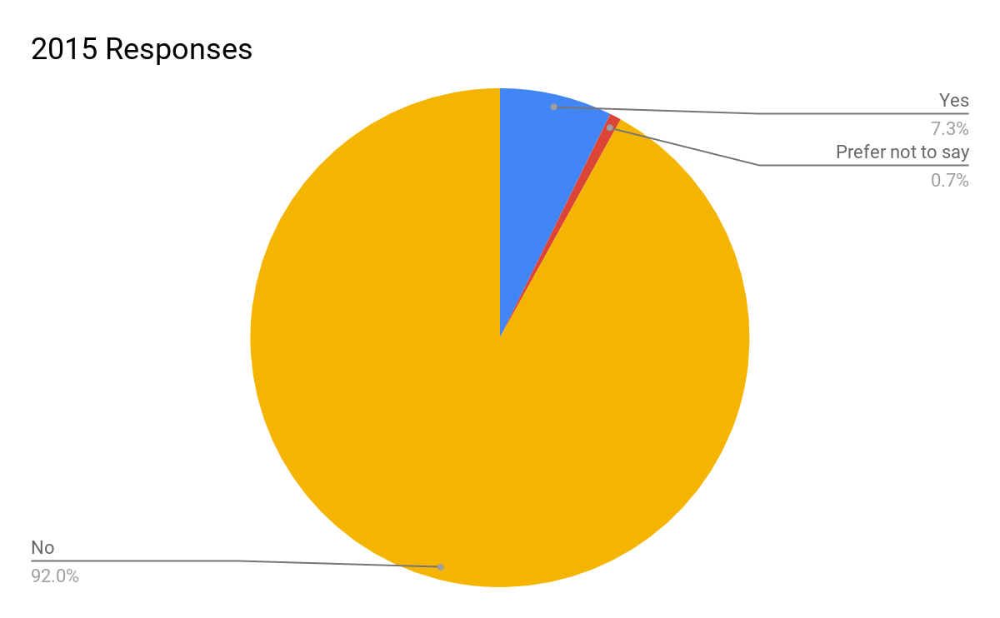 2015 Responses
Yes
7.3%
Prefer not to say
0.7%
No
92.0%